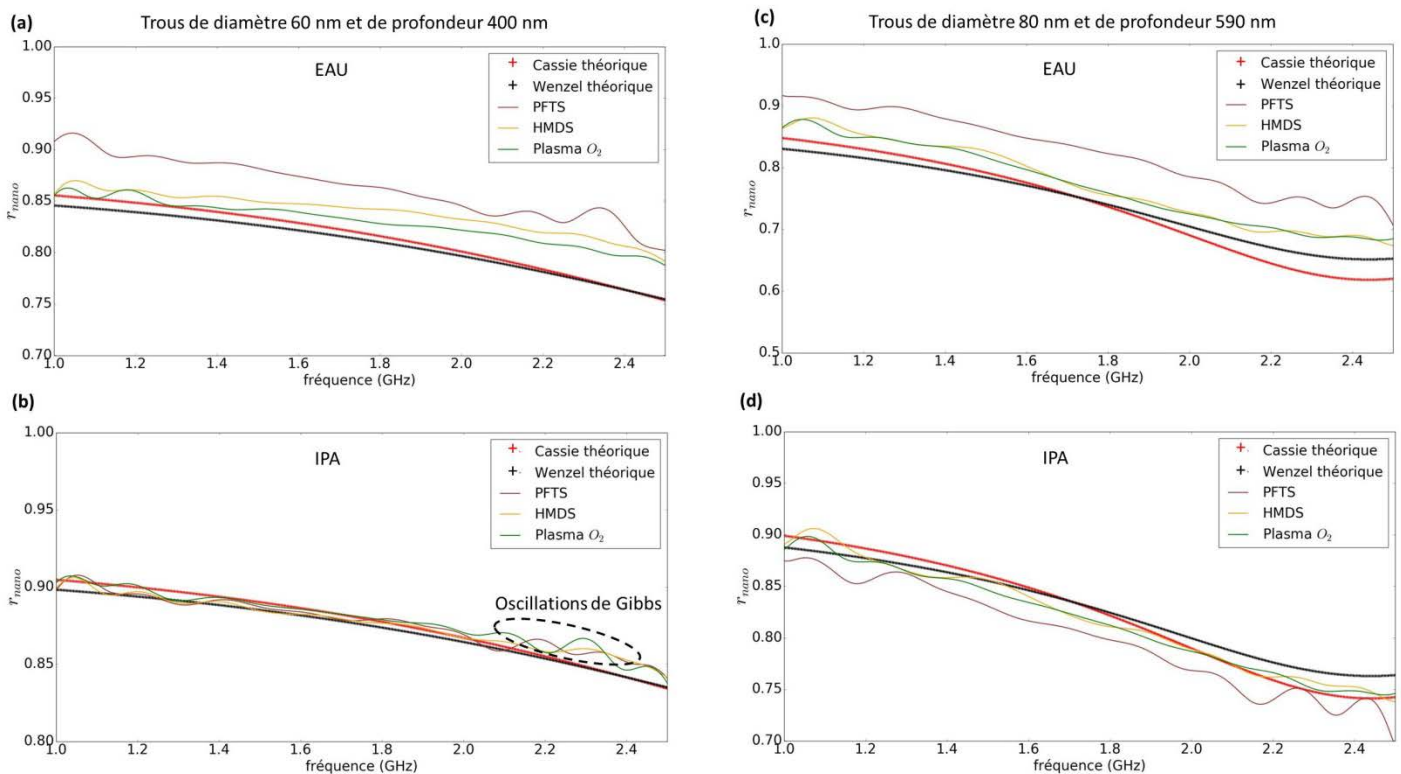 (a)
Trous de diamètre 60 nm et de profondeur 400 nm
EAU
Cassie théorique
Wenzel théorique
PFTS
HMDS
Plasma O2
r_nano
1.00
0.95
0.90
0.85
0.80
0.75
0.70
1.0 1.2 1.4 1.6 1.8 2.0 2.2 2.4
fréquence (GHz)
(c)
Trous de diamètre 80 nm et de profondeur 590 nm
EAU
Cassie théorique
Wenzel théorique
PFTS
HMDS
Plasma O2
r_nano
1.0
0.9
0.8
0.7
0.6
0.5
1.0 1.2 1.4 1.6 1.8 2.0 2.2 2.4
fréquence (GHz)
(b)
IPA
Cassie théorique
Wenzel théorique
PFTS
HMDS
Plasma O2
Oscillations de Gibbs
r_nano
1.00
0.95
0.90
0.85
0.80
1.0 1.2 1.4 1.6 1.8 2.0 2.2 2.4
fréquence (GHz)
(d)
IPA
Cassie théorique
Wenzel théorique
PFTS
HMDS
Plasma O2
r_nano
1.00
0.95
0.90
0.85
0.80
0.75
0.70
1.0 1.2 1.4 1.6 1.8 2.0 2.2 2.4
fréquence (GHz)